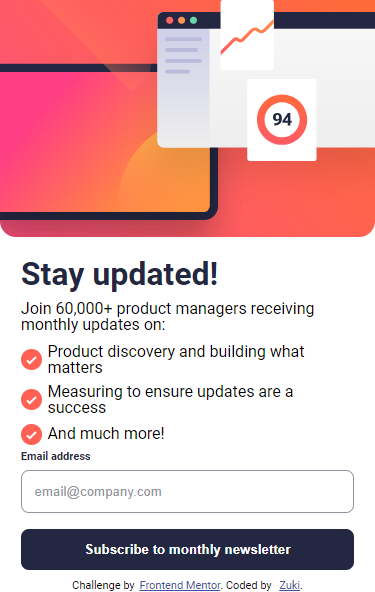 94
Stay updated!
Join 60,000+ product managers receiving
monthly updates on:
Product discovery and building what
matters
Measuring to ensure updates are a
success
And much more!
Email address
email@company.com
Subscribe to monthly newsletter
Challenge by Frontend Mentor. Coded by Zuki.